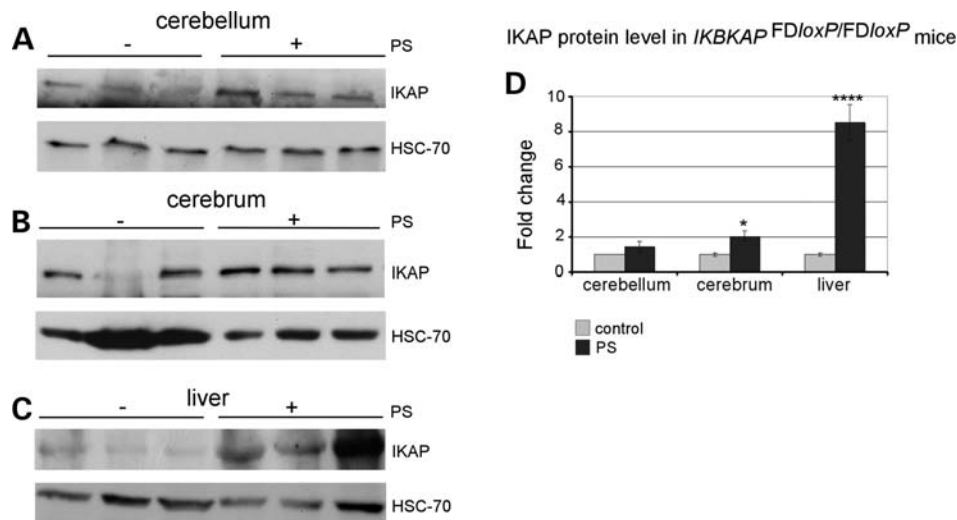 A
cerebellum
- + PS
IKAP
HSC-70
B
cerebrum
- + PS
IKAP
HSC-70
C
liver
- + PS
IKAP
HSC-70
IKAP protein level in IKBKAP FDloxP/FDloxP mice
D
Fold change
10
8
6
4
2
0
*
****
cerebellum cerebrum liver
control
PS